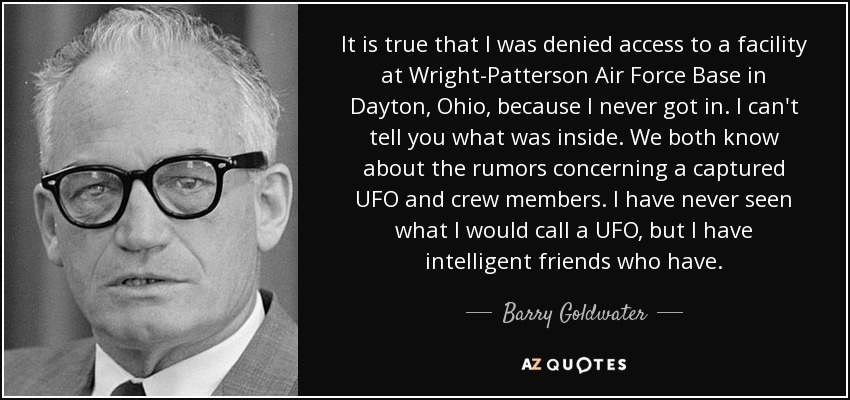 It is true that I was denied access to a facility
at Wright-Patterson Air Force Base in
Dayton, Ohio, because I never got in. I can't
tell you what was inside. We both know
about the rumors concerning a captured
UFO and crew members. I have never seen
what I would call a UFO, but I have
intelligent friends who have.
Barry Goldwater
AZ QUOTES